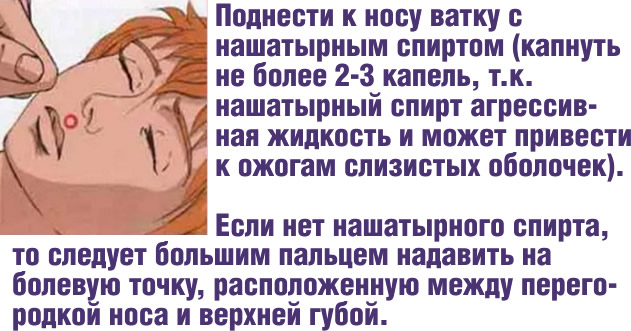 Поднести к носу ватку с
нашатырным спиртом (капнуть
не более 2-3 капель, т.к.
нашатырный спирт агрессив-
ная жидкость и может привести
к ожогам слизистых оболочек).
Если нет нашатырного спирта,
то следует большим пальцем надавить на
болевую точку, расположенную между перего-
родкой носа и верхней губой.